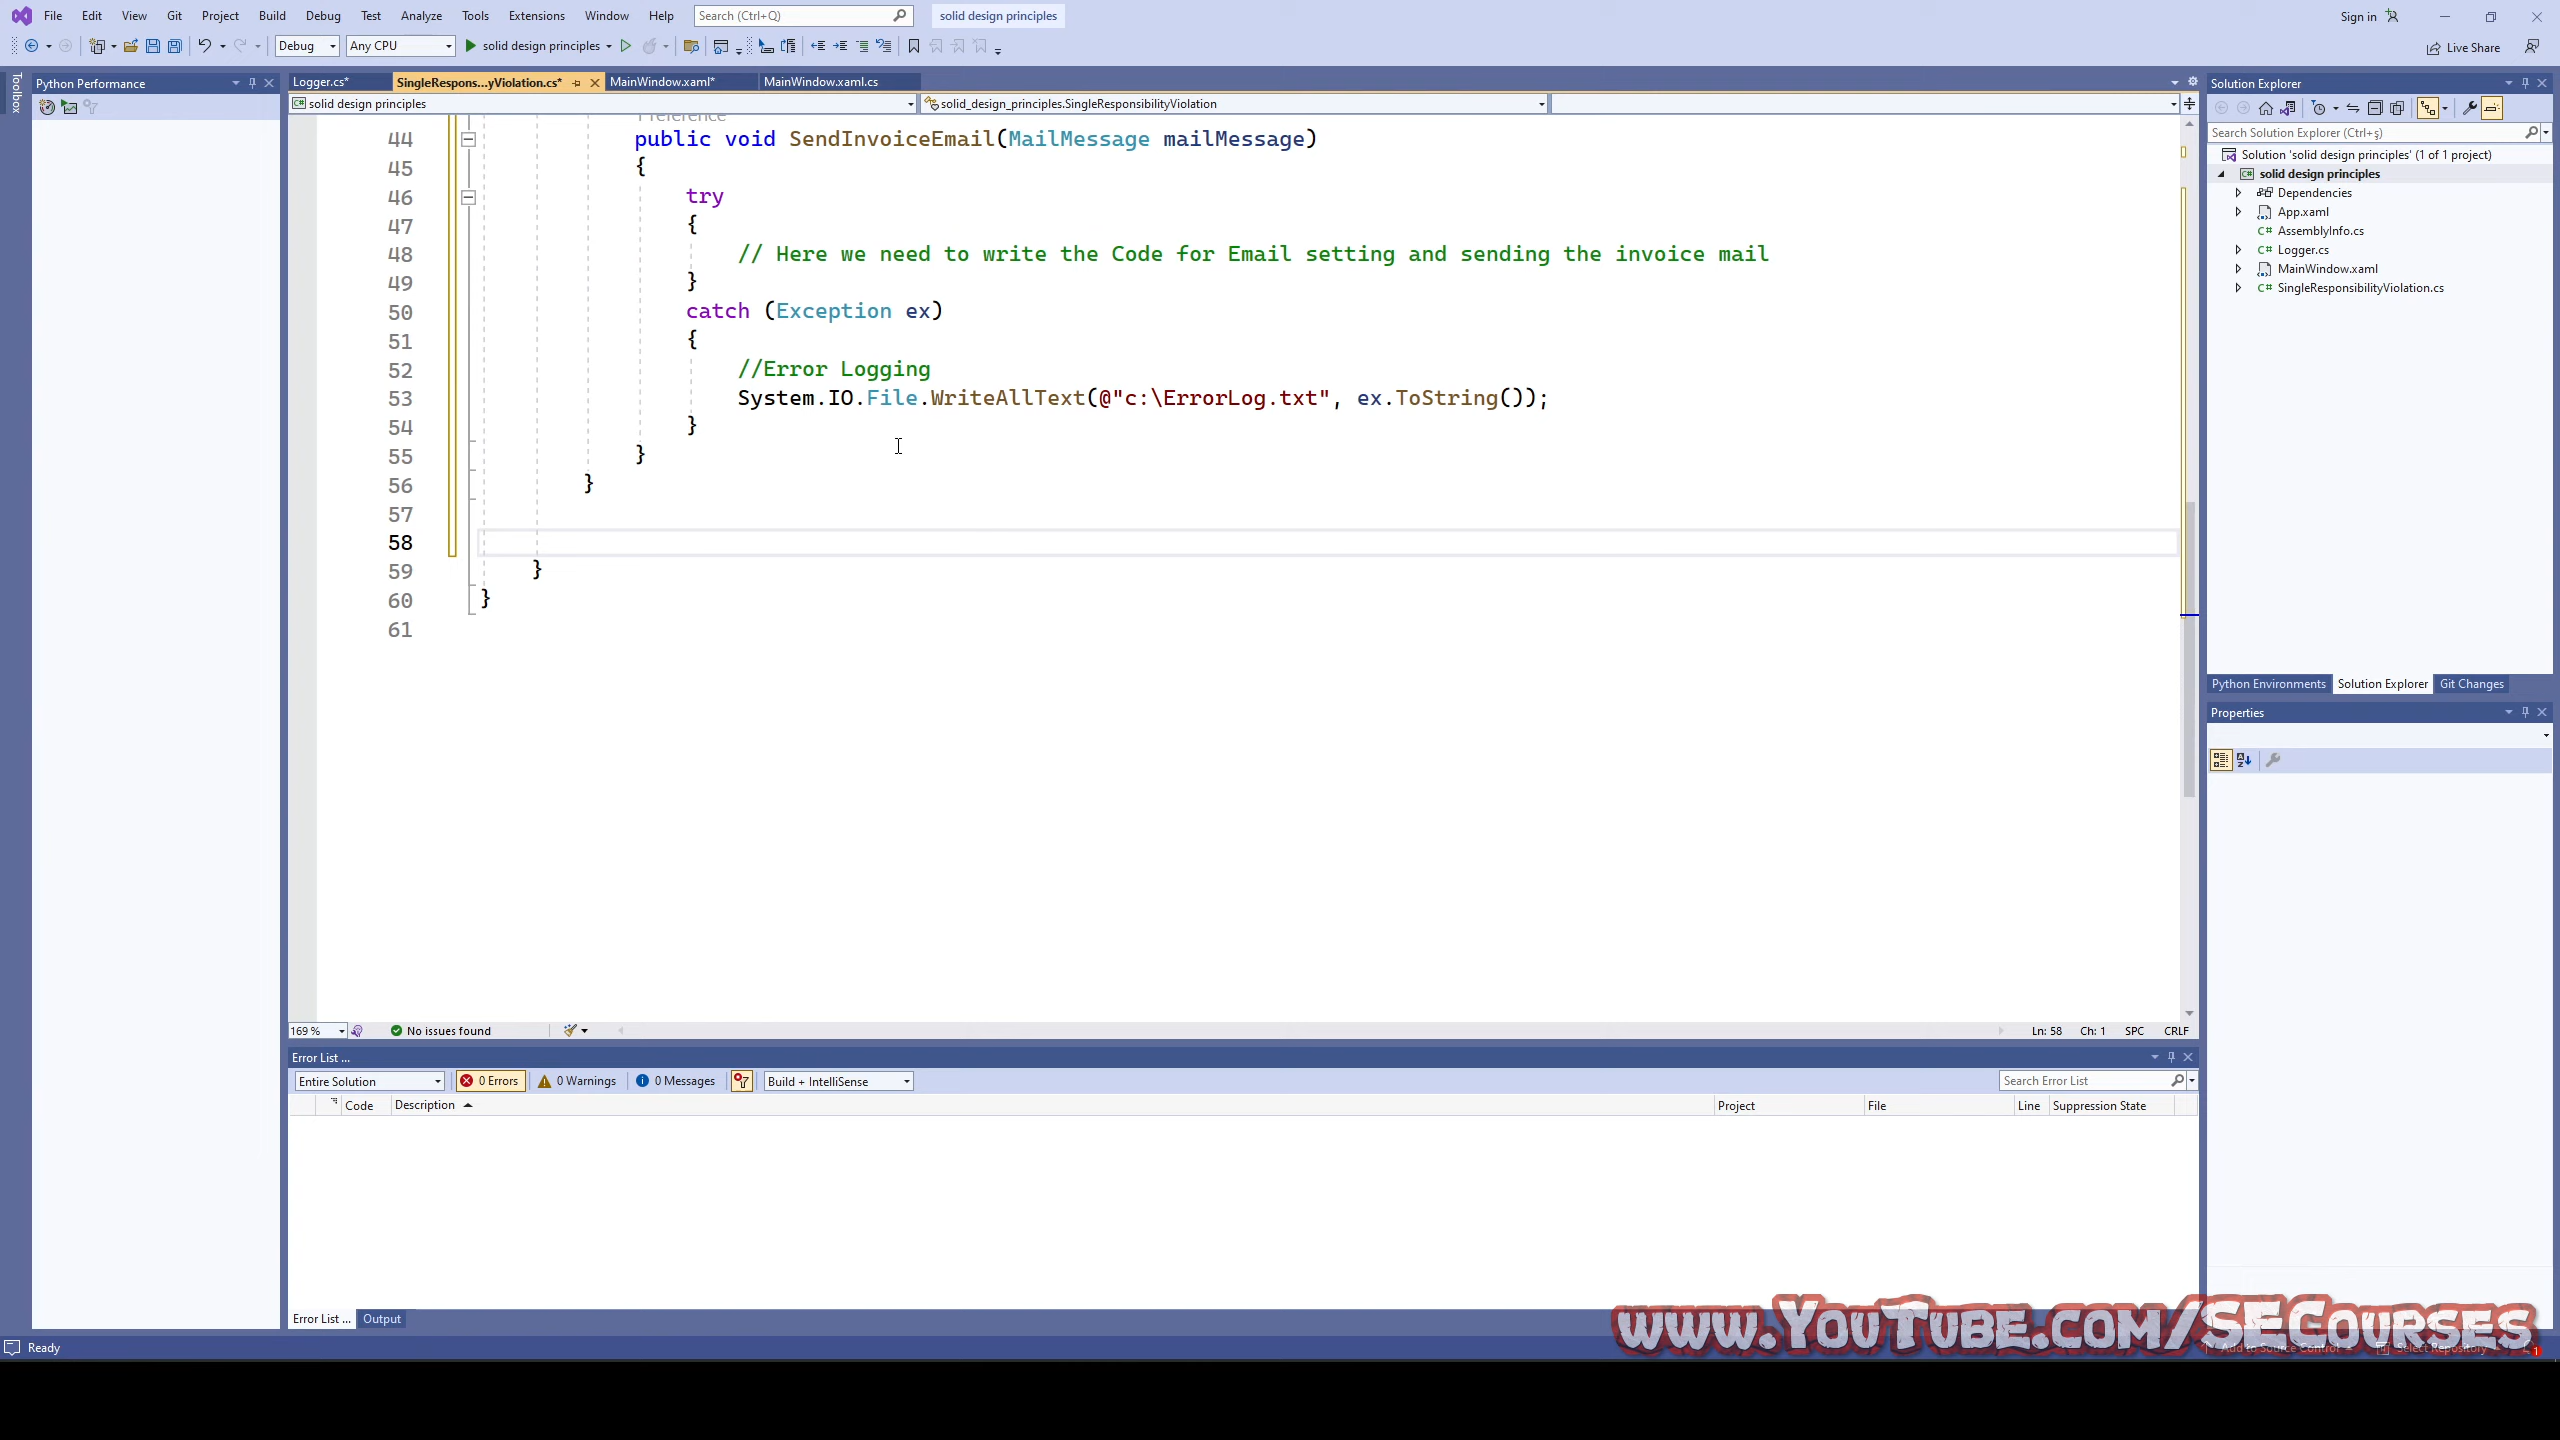 File Edit View Git Project Build Debug Test Analyze Tools Extensions Window Help Search (Ctrl+Q) solid design principles Sign in
Debug Any CPU solid design principles Live Share
Toolbox
Python Performance
Logger.cs* SingleRespons...yViolation.cs* MainWindow.xaml* MainWindow.xaml.cs
solid design principles solid_design_principles.SingleResponsibilityViolation
44 public void SendInvoiceEmail(MailMessage mailMessage)
45 {
46 try
47 {
48 // Here we need to write the Code for Email setting and sending the invoice mail
49 }
50 catch (Exception ex)
51 {
52 //Error Logging
53 System.IO.File.WriteAllText(@"c:\ErrorLog.txt", ex.ToString());
54 }
55 }
56 }
57
58
59 }
60 }
61
169 % No issues found Ln: 58 Ch: 1 SPC CRLF
Error List ...
Entire Solution 0 Errors 0 Warnings 0 Messages Build + IntelliSense Search Error List
Code Description Project File Line Suppression State
Error List ... Output
Solution Explorer
Search Solution Explorer (Ctrl+ş)
Solution 'solid design principles' (1 of 1 project)
solid design principles
Dependencies
App.xaml
C# AssemblyInfo.cs
C# Logger.cs
MainWindow.xaml
C# SingleResponsibilityViolation.cs
Python Environments Solution Explorer Git Changes
Properties
www.YouTube.com/SECourses
Ready Add to Source Control Select Repository 1